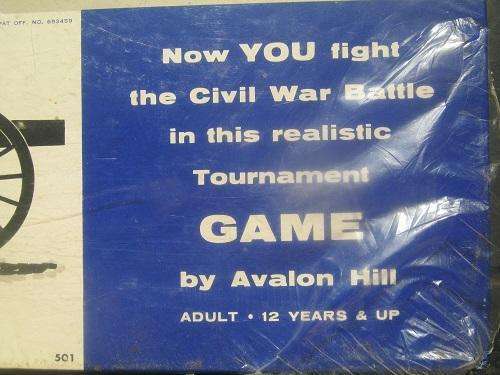 PAT OFF. NO. 693459
Now YOU fight
the Civil War Battle
in this realistic
Tournament
GAME
by Avalon Hill
ADULT • 12 YEARS & UP
501